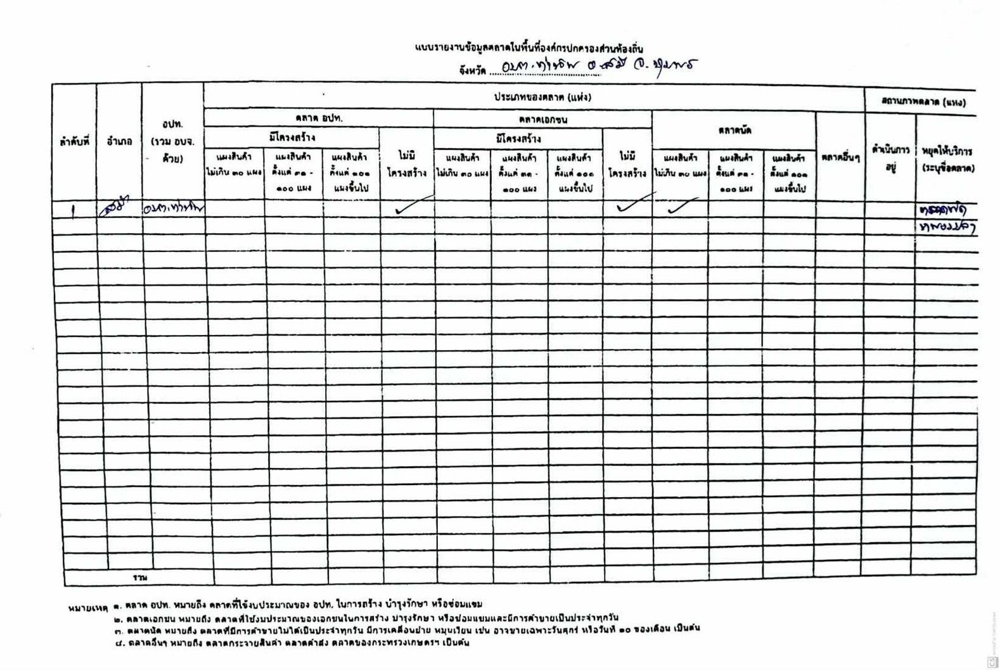 แบบรายงานข้อมูลตลาดในพื้นที่องค์กรปกครองส่วนท้องถิ่น
จังหวัด อบต.ท่าหิน อ.สทิ จ.
ประเภทของตลาด (แห่ง) สถานภาพตลาด (แห่ง)
ลำดับที่ อำเภอ อปท. (รวม อบจ. ด้วย) ตลาด อปท. ตลาดเอกชน ตลาดนัด ตลาดอื่นๆ ดำเนินการอยู่ หยุดให้บริการ (ระบุชื่อตลาด)
มีโครงสร้าง ไม่มีโครงสร้าง มีโครงสร้าง ไม่มีโครงสร้าง
แผงสินค้า แผงสินค้า แผงสินค้า แผงสินค้า แผงสินค้า แผงสินค้า แผงสินค้า แผงสินค้า แผงสินค้า
ไม่เกิน ๓๐ แผง ตั้งแต่ ๓๑ - ตั้งแต่ ๑๐๑ ไม่เกิน ๓๐ แผง ตั้งแต่ ๓๑ - ตั้งแต่ ๑๐๑ ไม่เกิน ๓๐ แผง ตั้งแต่ ๓๑ - ตั้งแต่ ๑๐๑
๑๐๐ แผง แผงขึ้นไป ๑๐๐ แผง แผงขึ้นไป ๑๐๐ แผง แผงขึ้นไป
1 อบต.ท่าหิน ✓ ✓ ✓ ตลาดนัด
รวม
หมายเหตุ ๑. ตลาด อปท. หมายถึง ตลาดที่ใช้งบประมาณของ อปท. ในการสร้าง บำรุงรักษา หรือซ่อมแซม
๒. ตลาดเอกชน หมายถึง ตลาดที่ใช้งบประมาณของเอกชนในการสร้าง บำรุงรักษา หรือซ่อมแซมและมีการค้าขายเป็นประจำทุกวัน
๓. ตลาดนัด หมายถึง ตลาดที่มีการค้าขายไม่ได้เป็นประจำทุกวัน มีการเคลื่อนย้าย หมุนเวียน เช่น อาจขายเฉพาะวันศุกร์ หรือวันที่ ๑๐ ของเดือน เป็นต้น
๔. ตลาดอื่นๆ หมายถึง ตลาดกระจายสินค้า ตลาดค้าส่ง ตลาดของกระทรวงเกษตรฯ เป็นต้น